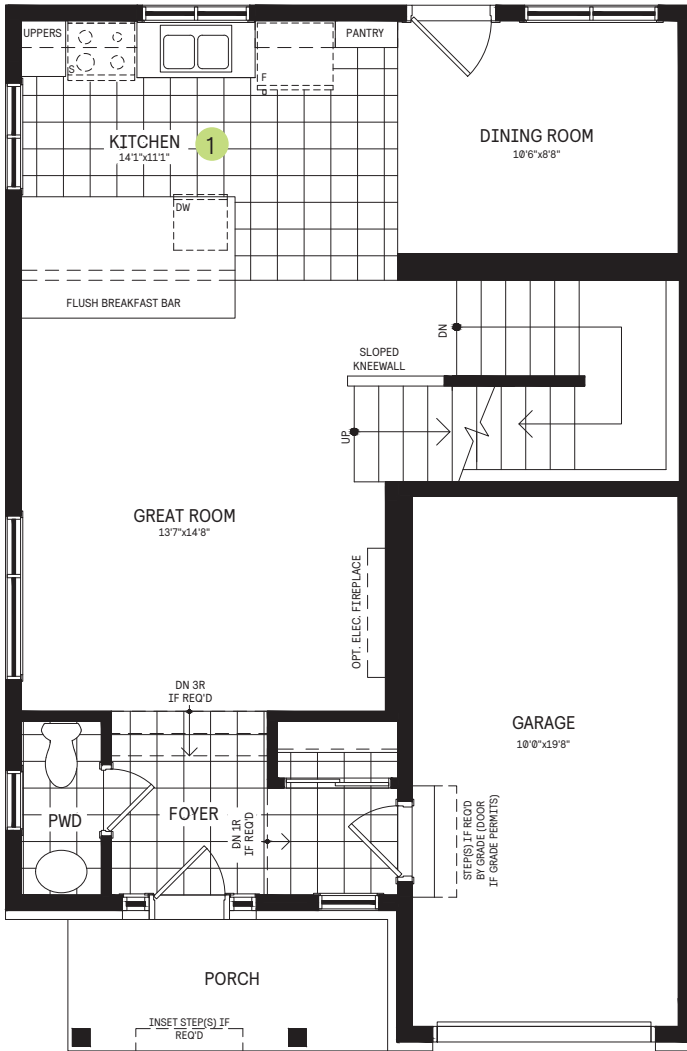 UPPERS
PANTRY
S
F
KITCHEN
14'1"x11'1"
1
DINING ROOM
10'6"x8'8"
DW
FLUSH BREAKFAST BAR
DN
SLOPED
KNEEWALL
UP
GREAT ROOM
13'7"x14'8"
OPT. ELEC. FIREPLACE
DN 3R
IF REQ'D
GARAGE
10'0"x19'8"
PWD
FOYER
DN 1R
IF REQ'D
STEP(S) IF REQ'D
BY GRADE (DOOR
IF GRADE PERMITS)
PORCH
INSET STEP(S) IF
REQ'D